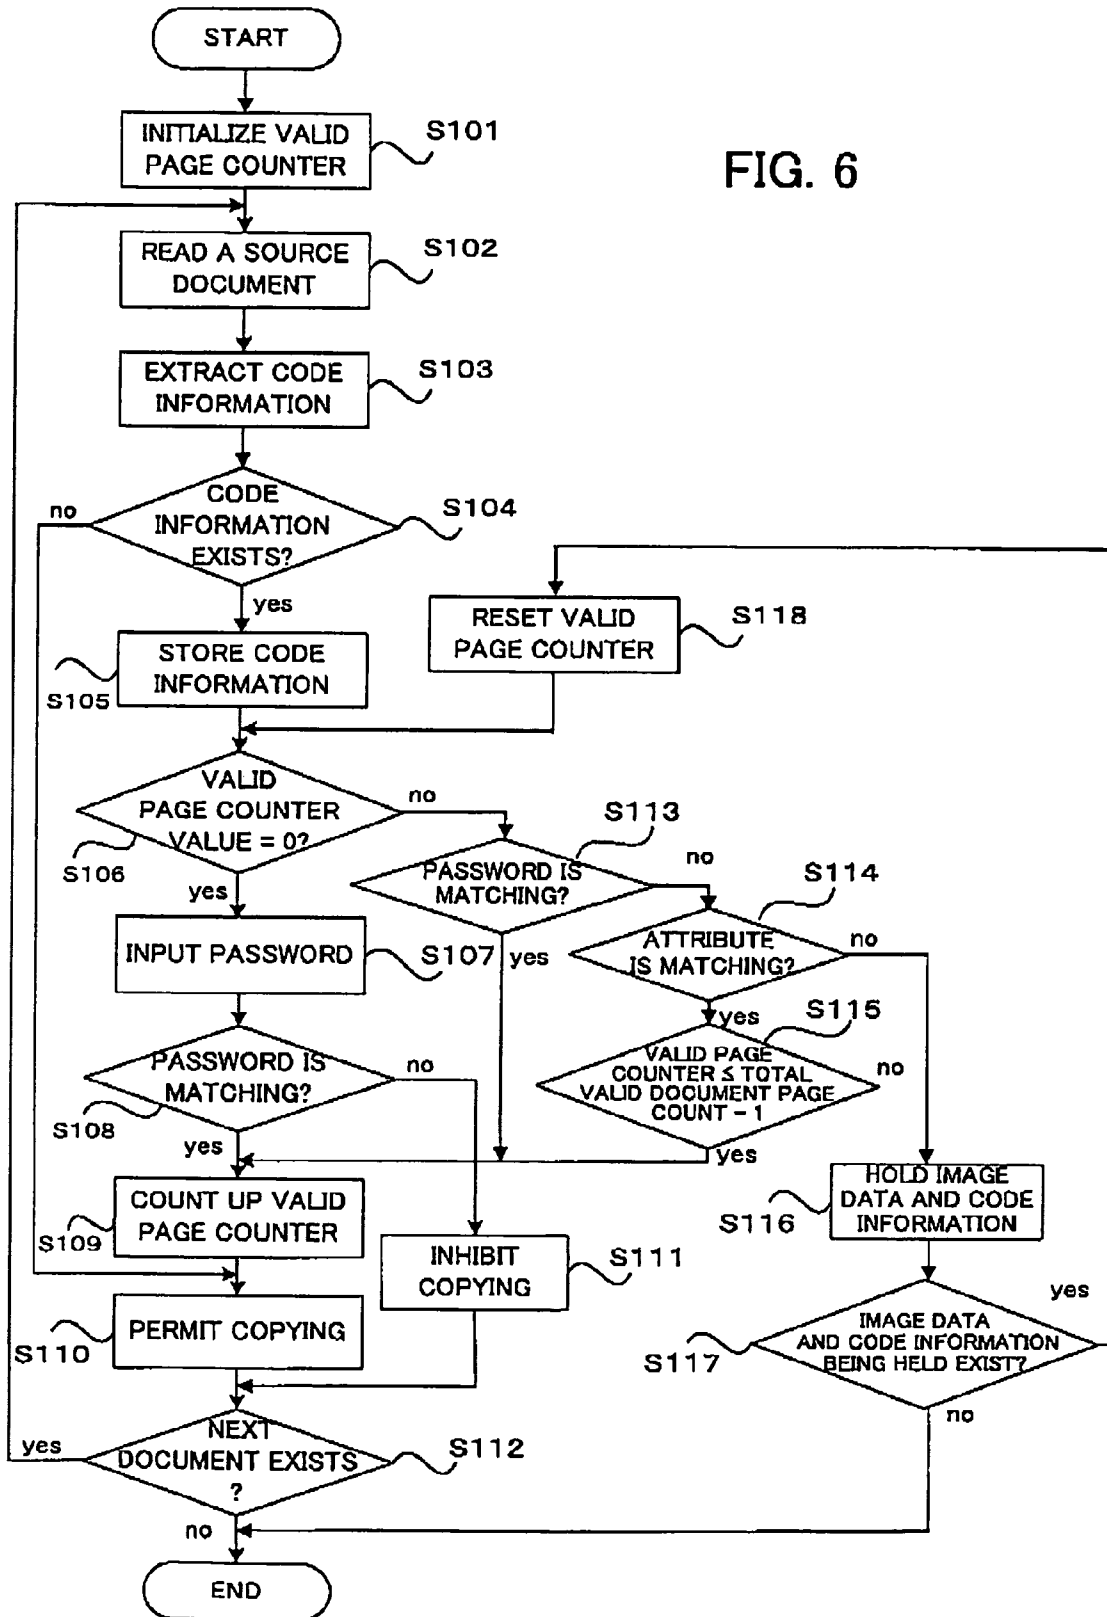 START
INITIALIZE VALID
PAGE COUNTER
S101
FIG. 6
READ A SOURCE
DOCUMENT
S102
EXTRACT CODE
INFORMATION
S103
CODE
INFORMATION
EXISTS?
S104
no
yes
STORE CODE
INFORMATION
S105
RESET VALID
PAGE COUNTER
S118
VALID
PAGE COUNTER
VALUE = 0?
S106
no
yes
PASSWORD IS
MATCHING?
S113
no
yes
ATTRIBUTE
IS MATCHING?
S114
no
yes
INPUT PASSWORD
S107
VALID PAGE
COUNTER ≤ TOTAL
VALID DOCUMENT PAGE
COUNT - 1
S115
no
yes
PASSWORD IS
MATCHING?
S108
no
yes
COUNT UP VALID
PAGE COUNTER
S109
HOLD IMAGE
DATA AND CODE
INFORMATION
S116
INHIBIT
COPYING
S111
PERMIT COPYING
S110
IMAGE DATA
AND CODE INFORMATION
BEING HELD EXIST?
S117
yes
no
NEXT
DOCUMENT EXISTS
?
S112
yes
no
END